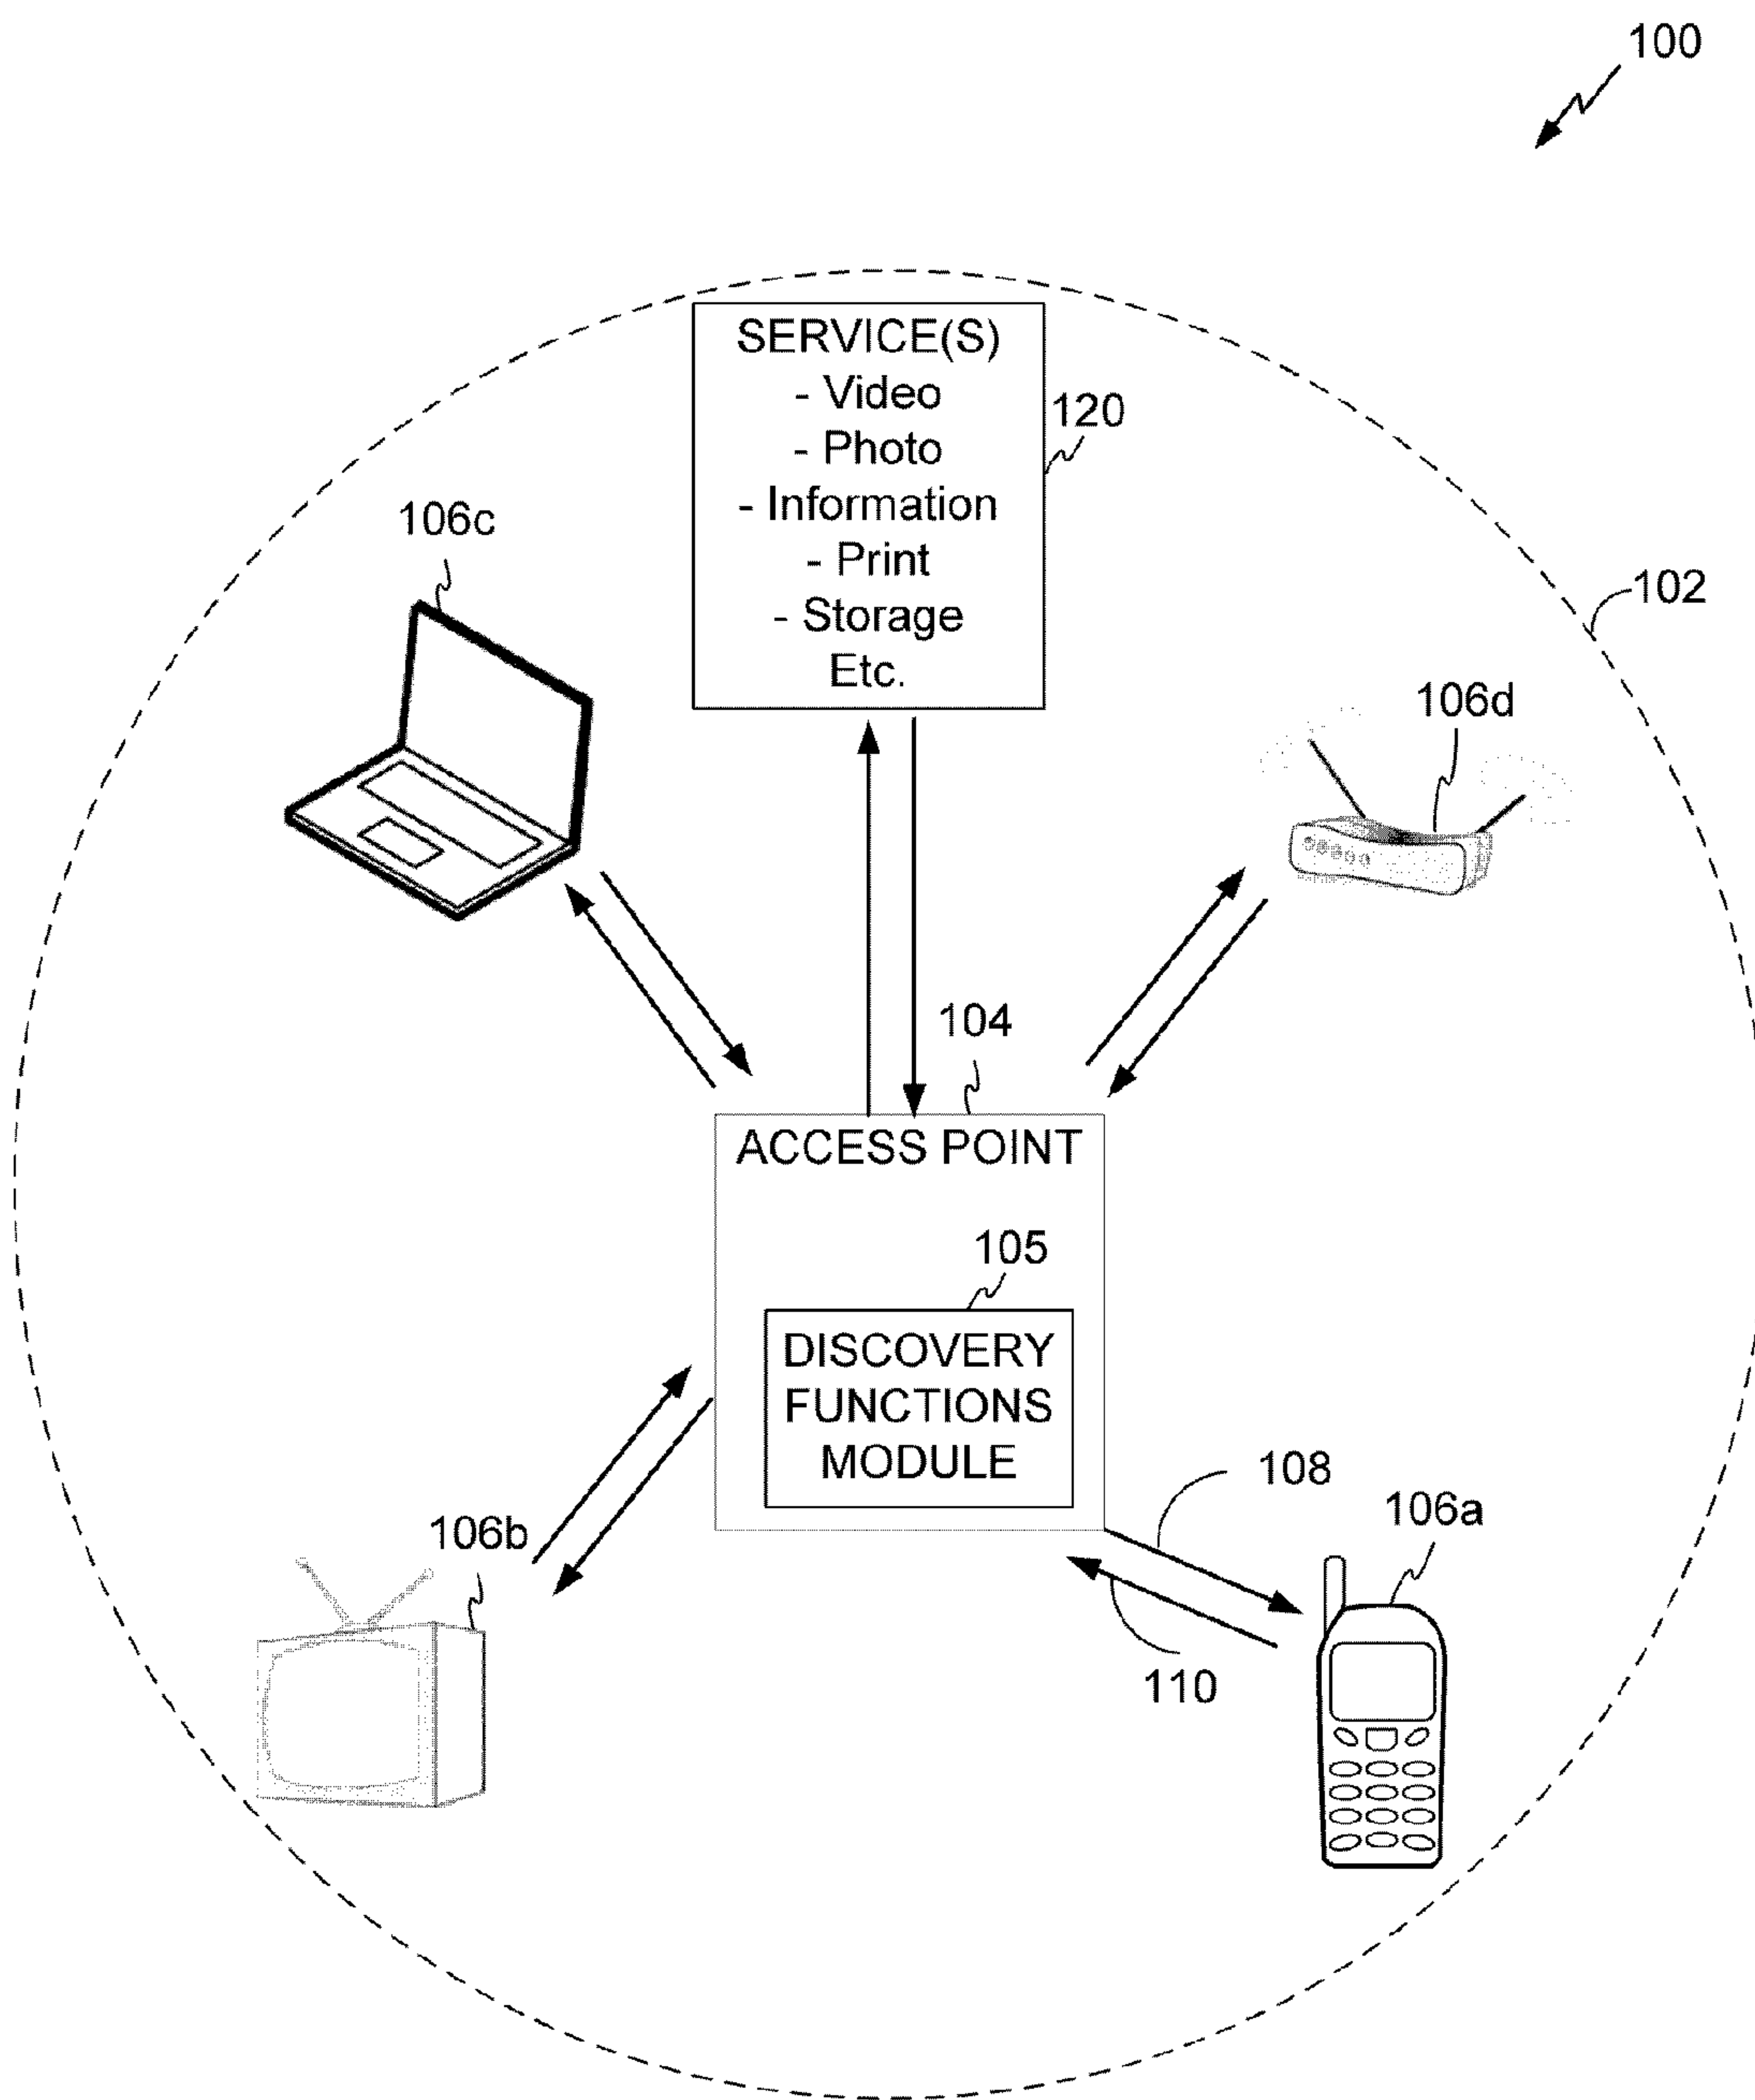 100
SERVICE(S)
- Video
- Photo
- Information
- Print
- Storage
Etc.
120
106c
102
106d
104
ACCESS POINT
105
DISCOVERY
FUNCTIONS
MODULE
108
106a
106b
110